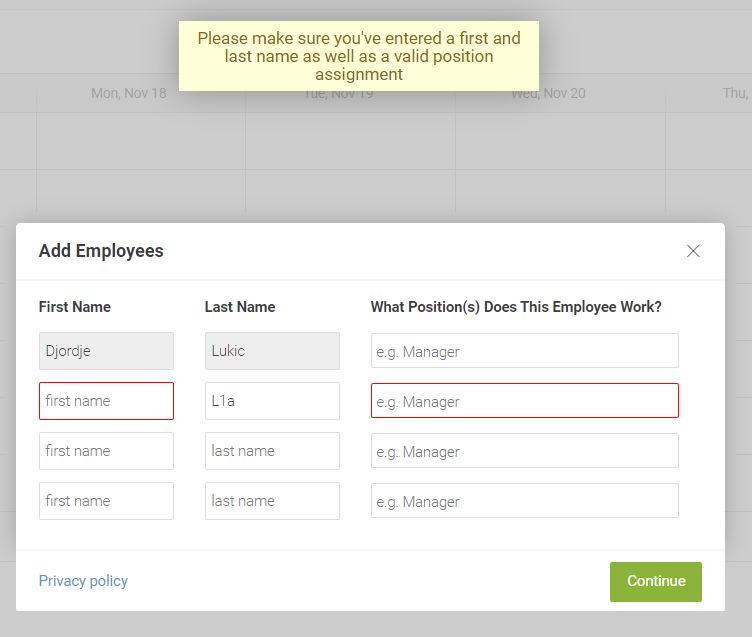 Please make sure you've entered a first and
last name as well as a valid position
assignment
Mon, Nov 18
Tue, Nov 19
Wed, Nov 20
Thu,
Add Employees
First Name
Last Name
What Position(s) Does This Employee Work?
Djordje
Lukic
e.g. Manager
first name
L1a
e.g. Manager
first name
last name
e.g. Manager
first name
last name
e.g. Manager
Privacy policy
Continue